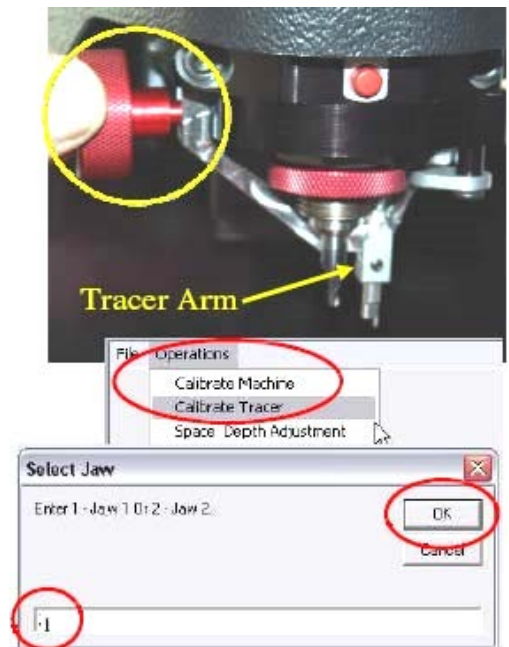 Tracer Arm
File Operations
Calibrate Machine
Calibrate Tracer
Space Depth Adjustment
Select Jaw
Enter 1 - Jaw 1 Or 2 - Jaw 2.
OK
Cancel
1